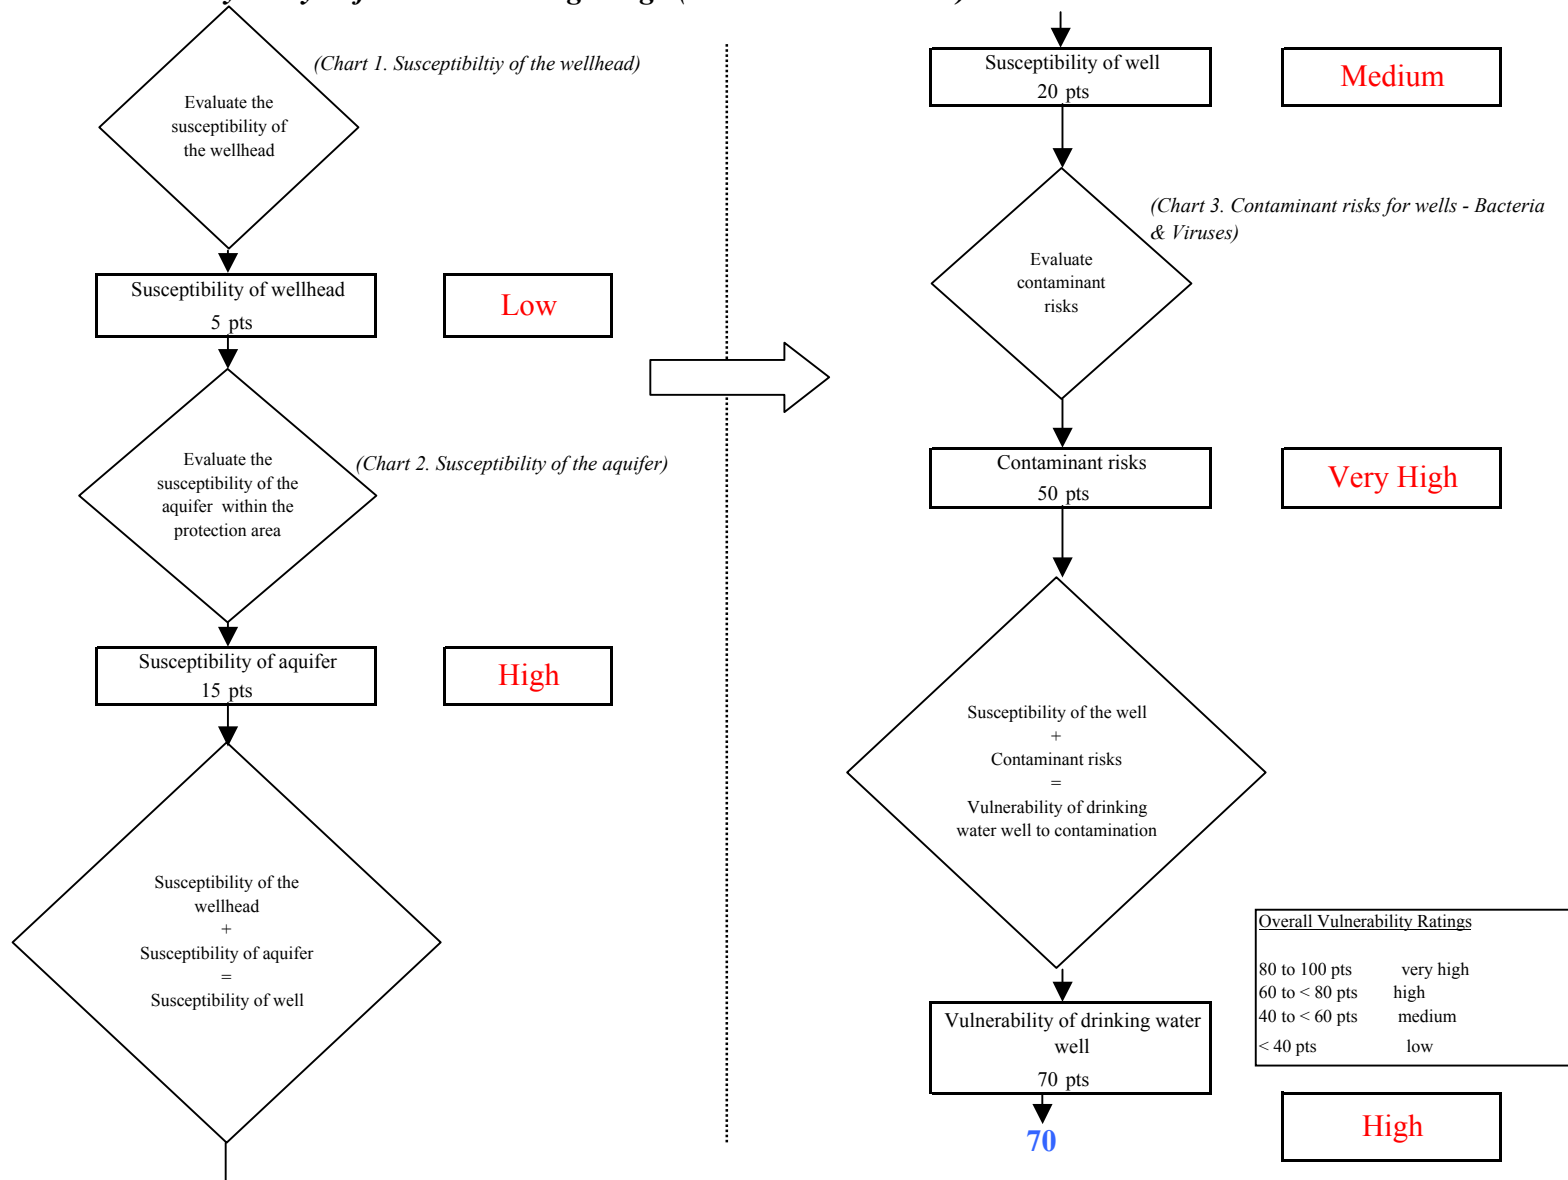 (Chart 1. Susceptibiltiy of the wellhead)
Evaluate the
susceptibility of
the wellhead
Susceptibility of wellhead
5 pts
Low
Evaluate the
susceptibility of the
aquifer within the
protection area
(Chart 2. Susceptibility of the aquifer)
Susceptibility of aquifer
15 pts
High
Susceptibility of the
wellhead
+
Susceptibility of aquifer
=
Susceptibility of well
Susceptibility of well
20 pts
Medium
(Chart 3. Contaminant risks for wells - Bacteria
& Viruses)
Evaluate
contaminant
risks
Contaminant risks
50 pts
Very High
Susceptibility of the well
+
Contaminant risks
=
Vulnerability of drinking
water well to contamination
Overall Vulnerability Ratings
80 to 100 pts very high
60 to < 80 pts high
40 to < 60 pts medium
< 40 pts low
Vulnerability of drinking water
well
70 pts
70
High